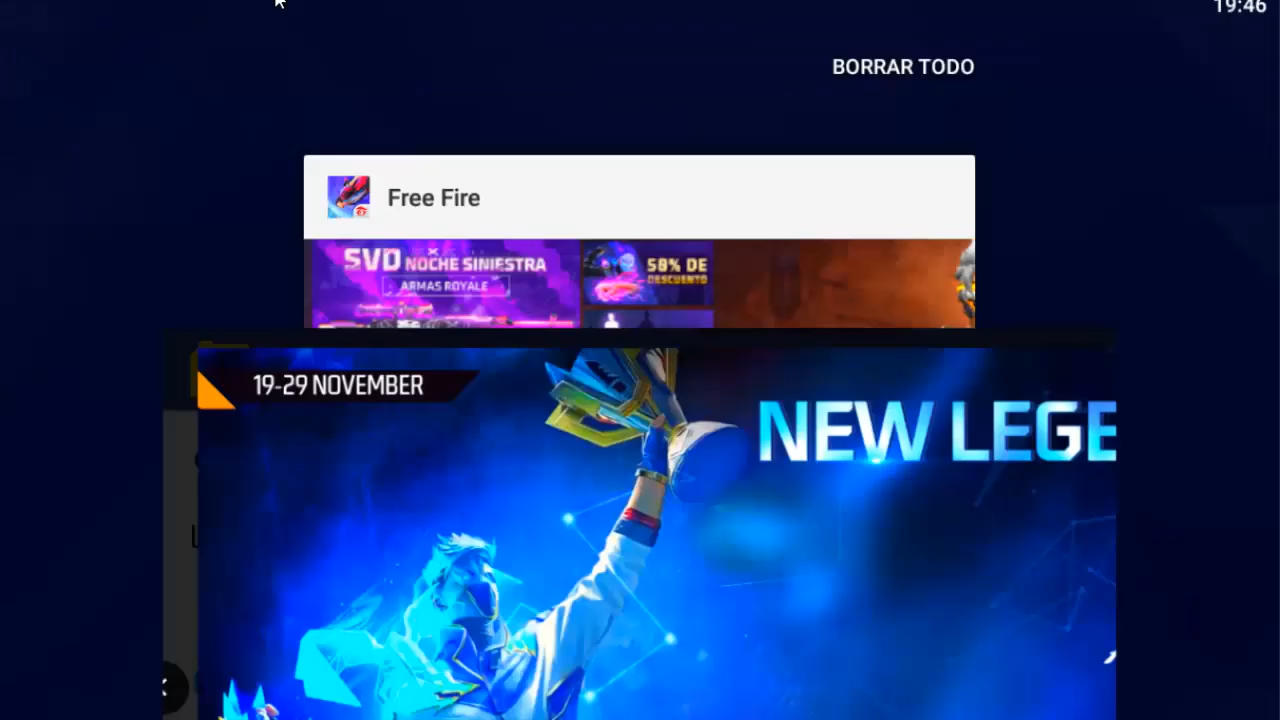 19:46
BORRAR TODO
Free Fire
SVD NOCHE SINIESTRA
ARMAS ROYALE
58% DE
DESCUENTO
19-29 NOVEMBER
NEW LEGE